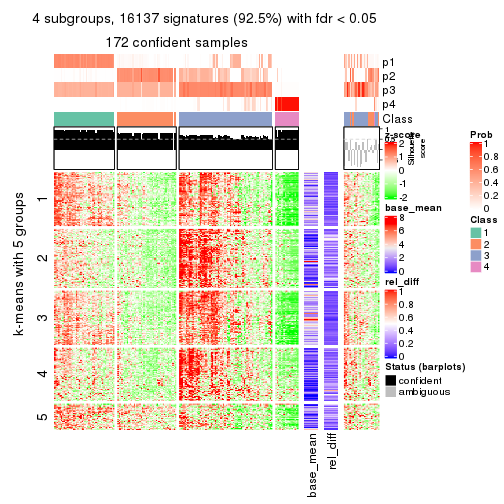 4 subgroups, 16137 signatures (92.5%) with fdr < 0.05
172 confident samples
p1
p2
p3
p4
Class
Silhouette
score
k-means with 5 groups
1
2
3
4
5
base_mean
rel_diff
z-score
2
1
0
-1
-2
base_mean
8
6
4
2
0
rel_diff
1
0.8
0.6
0.4
0.2
0
Status (barplots)
confident
ambiguous
Prob
1
0.8
0.6
0.4
0.2
0
Class
1
2
3
4